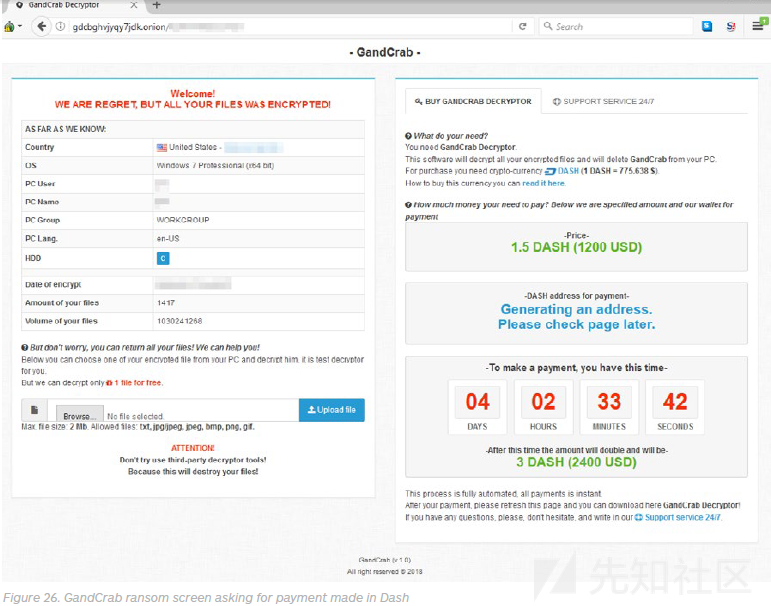 GandCrab Decryptor
gdcbghvjyqy7jclk.onion/
Search
- GandCrab -
Welcome!
WE ARE REGRET, BUT ALL YOUR FILES WAS ENCRYPTED!
AS FAR AS WE KNOW:
Country United States -
OS Windows 7 Professional (x64 bit)
PC User
PC Name
PC Group WORKGROUP
PC Lang. en-US
HDD C
Date of encrypt
Amount of your files 1417
Volume of your files 1030241268
But don't worry, you can return all your files! We can help you!
Below you can choose one of your encrypted file from your PC and decrypt him, it is test decryptor
for you.
But we can decrypt only 1 file for free.
Browse... No file selected. Upload file
Max. file size: 2 Mb. Allowed files: txt, jpg/jpeg, jpeg, bmp, png, gif.
ATTENTION!
Don't try use third-party decryptor tools!
Because this will destroy your files!
BUY GANDCRAB DECRYPTOR SUPPORT SERVICE 24/7
What do your need?
You need GandCrab Decryptor.
This software will decrypt all your encrypted files and will delete GandCrab from your PC.
For purchase you need crypto-currency DASH (1 DASH = 775.638 $).
How to buy this currency you can read it here.
How much money your need to pay? Below we are specified amount and our wallet for
payment
-Price-
1.5 DASH (1200 USD)
-DASH address for payment-
Generating an address.
Please check page later.
-To make a payment, you have this time-
04 02 33 42
DAYS HOURS MINUTES SECONDS
-After this time the amount will double and will be-
3 DASH (2400 USD)
This process is fully automated, all payments is instant.
After your payment, please refresh this page and you can download here GandCrab Decryptor!
If you have any questions, please, don't hesitate, and write in our Support service 24/7.
GandCrab (v 1.0)
All right reserved © 2018
先知社区
Figure 26. GandCrab ransom screen asking for payment made in Dash